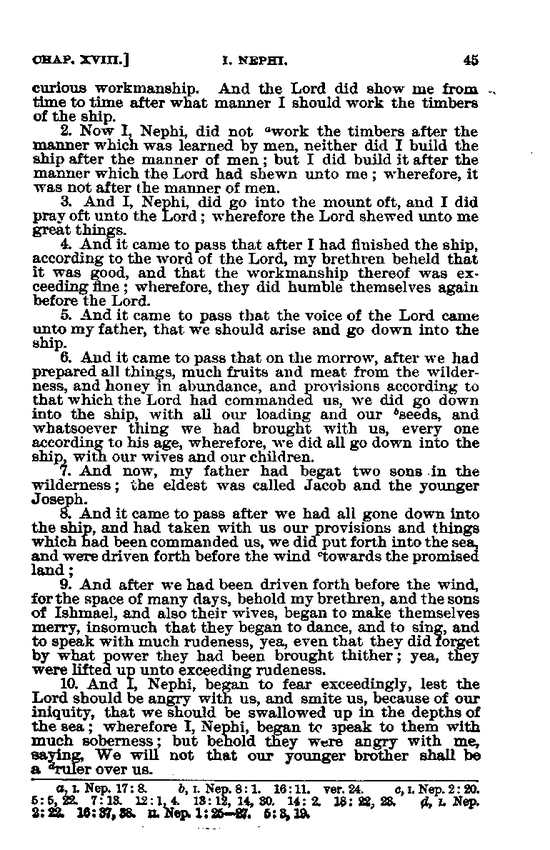 CHAP. XVIII.] I. NEPHI. 45
curious workmanship. And the Lord did show me from
time to time after what manner I should work the timbers
of the ship.
2. Now I, Nephi, did not ᵃwork the timbers after the
manner which was learned by men, neither did I build the
ship after the manner of men; but I did build it after the
manner which the Lord had shewn unto me; wherefore, it
was not after the manner of men.
3. And I, Nephi, did go into the mount oft, and I did
pray oft unto the Lord; wherefore the Lord shewed unto me
great things.
4. And it came to pass that after I had finished the ship,
according to the word of the Lord, my brethren beheld that
it was good, and that the workmanship thereof was ex-
ceeding fine; wherefore, they did humble themselves again
before the Lord.
5. And it came to pass that the voice of the Lord came
unto my father, that we should arise and go down into the
ship.
6. And it came to pass that on the morrow, after we had
prepared all things, much fruits and meat from the wilder-
ness, and honey in abundance, and provisions according to
that which the Lord had commanded us, we did go down
into the ship, with all our loading and our ᵇseeds, and
whatsoever thing we had brought with us, every one
according to his age, wherefore, we did all go down into the
ship, with our wives and our children.
7. And now, my father had begat two sons in the
wilderness; the eldest was called Jacob and the younger
Joseph.
8. And it came to pass after we had all gone down into
the ship, and had taken with us our provisions and things
which had been commanded us, we did put forth into the sea,
and were driven forth before the wind ᶜtowards the promised
land;
9. And after we had been driven forth before the wind,
for the space of many days, behold my brethren, and the sons
of Ishmael, and also their wives, began to make themselves
merry, insomuch that they began to dance, and to sing, and
to speak with much rudeness, yea, even that they did forget
by what power they had been brought thither; yea, they
were lifted up unto exceeding rudeness.
10. And I, Nephi, began to fear exceedingly, lest the
Lord should be angry with us, and smite us, because of our
iniquity, that we should be swallowed up in the depths of
the sea; wherefore I, Nephi, began to speak to them with
much soberness; but behold they were angry with me,
saying, We will not that our younger brother shall be
a ᵈruler over us.
a, I. Nep. 17:8. b, I. Nep. 8:1. 16:11. ver. 24. c, I. Nep. 2:20.
5:5, 22. 7:13. 12:1, 4. 13:12, 14, 30. 14:2. 18:22, 23. d, I. Nep.
2:22. 16:37, 38. II. Nep. 1:25—27. 5:3, 19.